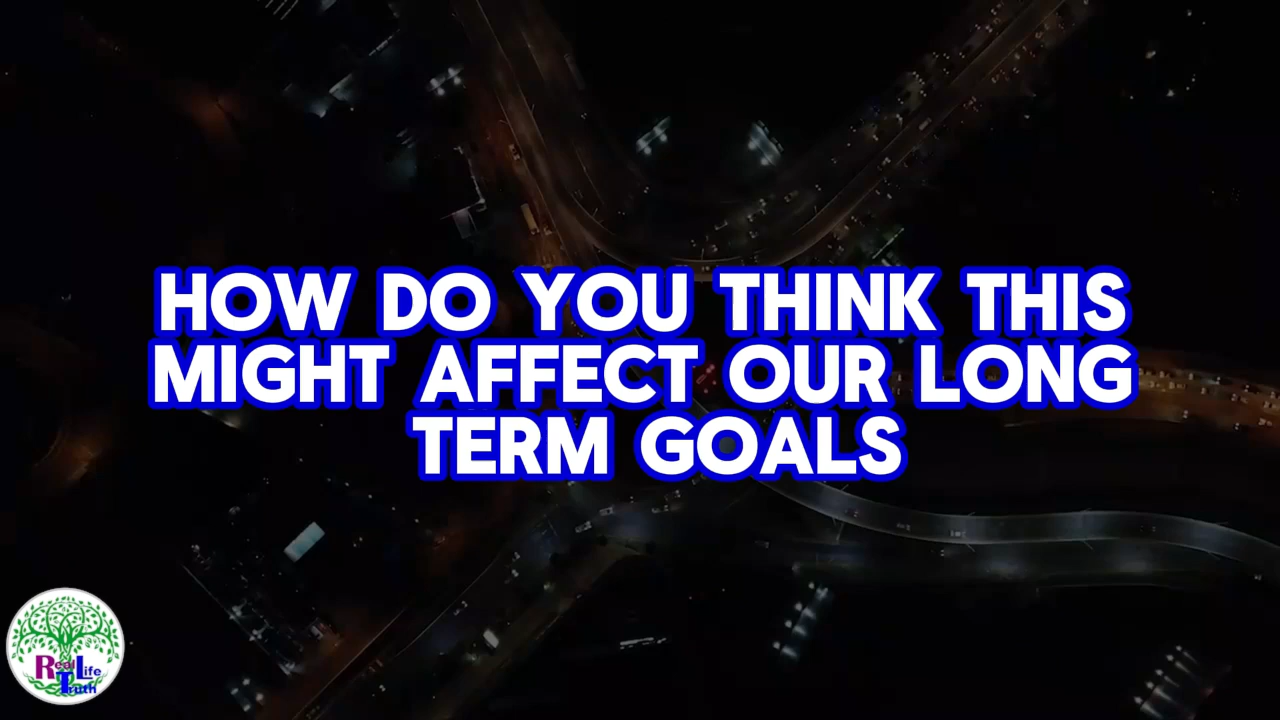 HOW DO YOU THINK THIS
MIGHT AFFECT OUR LONG
TERM GOALS
Real Life
Truth